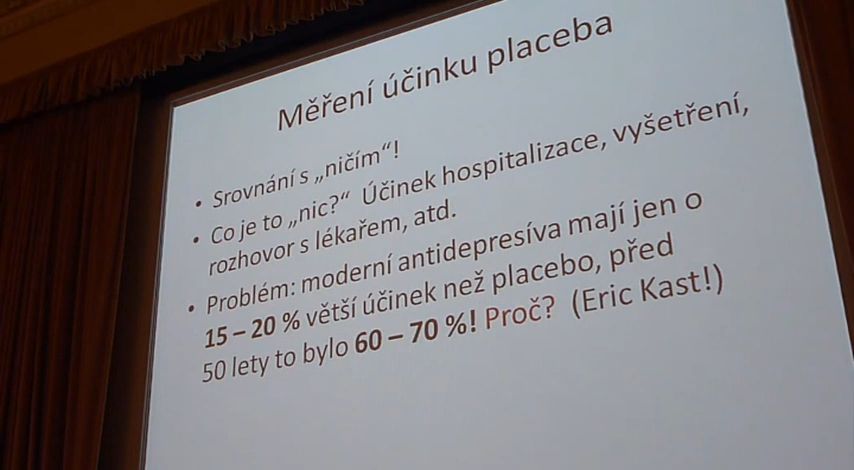 Měření účinku placeba
• Srovnání s „ničím“!
• Co je to „nic?“ Účinek hospitalizace, vyšetření,
rozhovor s lékařem, atd.
• Problém: moderní antidepresíva mají jen o
15 – 20 % větší účinek než placebo, před
50 lety to bylo 60 – 70 %! Proč? (Eric Kast!)